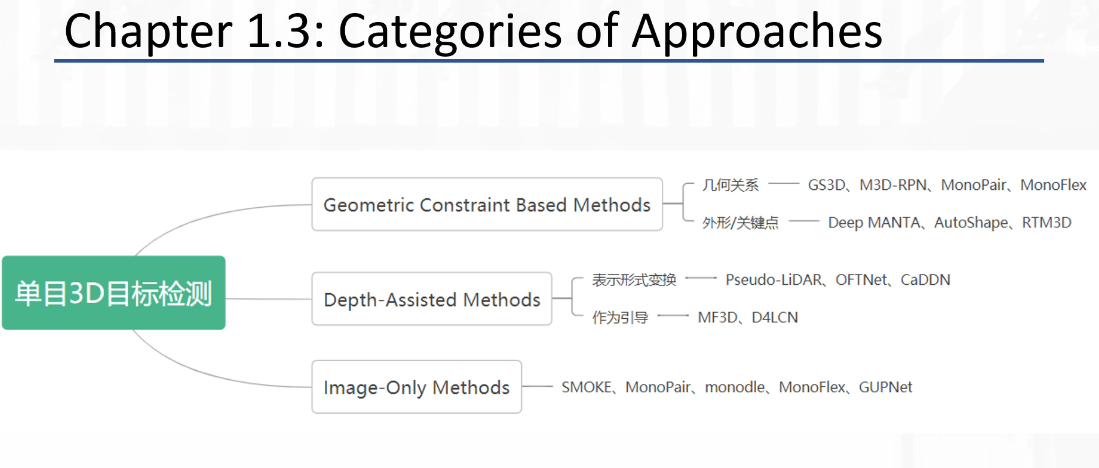 Chapter 1.3: Categories of Approaches
单目3D目标检测
Geometric Constraint Based Methods
几何关系
GS3D、M3D-RPN、MonoPair、MonoFlex
外形/关键点
Deep MANTA、AutoShape、RTM3D
Depth-Assisted Methods
表示形式变换
Pseudo-LiDAR、OFTNet、CaDDN
作为引导
MF3D、D4LCN
Image-Only Methods
SMOKE、MonoPair、monodle、MonoFlex、GUPNet